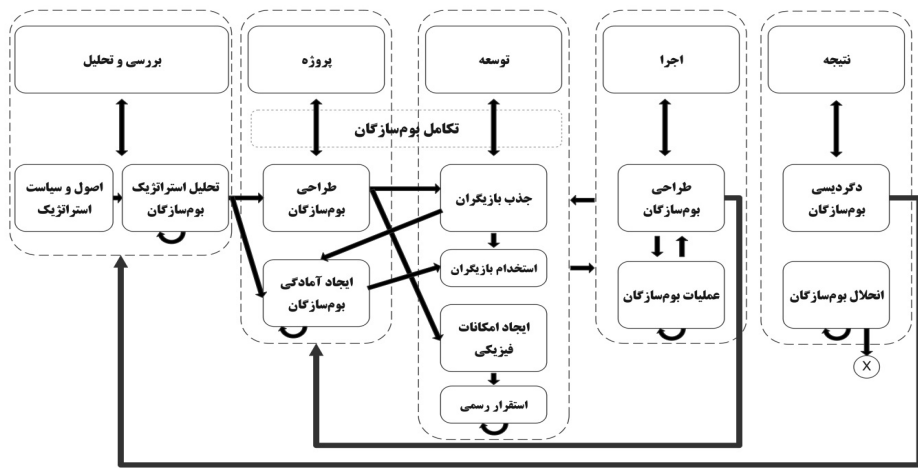 بررسی و تحلیل
پروژه
توسعه
اجرا
نتیجه
تکامل بوم‌سازگان
اصول و سیاست
استراتژیک
تحلیل استراتژیک
بوم‌سازگان
طراحی
بوم‌سازگان
جذب بازیگران
طراحی
بوم‌سازگان
دگردیسی
بوم‌سازگان
ایجاد آمادگی
بوم‌سازگان
استخدام بازیگران
عملیات بوم‌سازگان
انحلال بوم‌سازگان
ایجاد امکانات
فیزیکی
استقرار رسمی
X